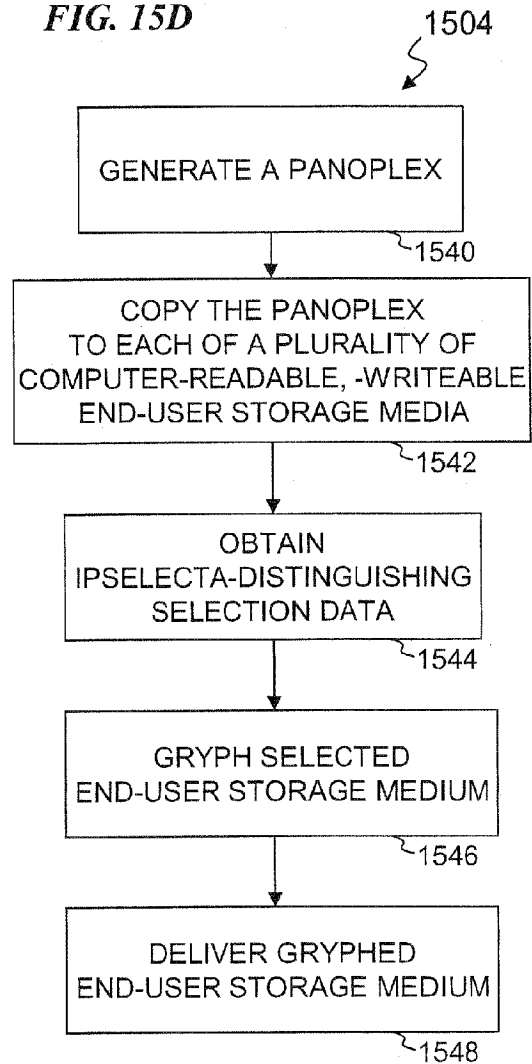 FIG. 15D
1504
GENERATE A PANOPLEX
1540
COPY THE PANOPLEX
TO EACH OF A PLURALITY OF
COMPUTER-READABLE, -WRITEABLE
END-USER STORAGE MEDIA
1542
OBTAIN
IPSELECTA-DISTINGUISHING
SELECTION DATA
1544
GRYPH SELECTED
END-USER STORAGE MEDIUM
1546
DELIVER GRYPHED
END-USER STORAGE MEDIUM
1548